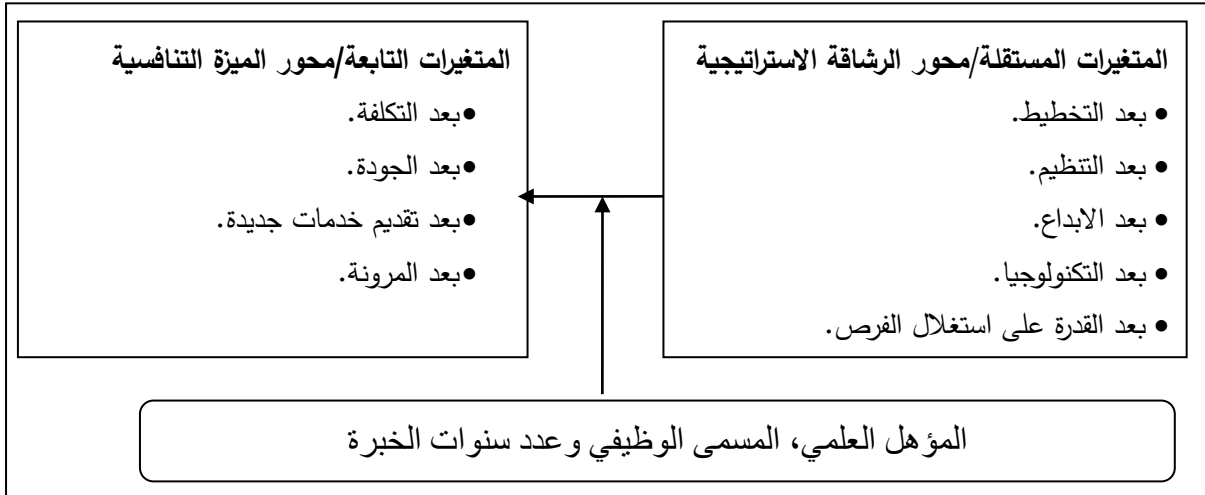 المتغيرات المستقلة/محور الرشاقة الاستراتيجية
• بعد التخطيط.
• بعد التنظيم.
• بعد الابداع.
• بعد التكنولوجيا.
• بعد القدرة على استغلال الفرص.
المتغيرات التابعة/محور الميزة التنافسية
•بعد التكلفة.
•بعد الجودة.
•بعد تقديم خدمات جديدة.
•بعد المرونة.
المؤهل العلمي، المسمى الوظيفي وعدد سنوات الخبرة